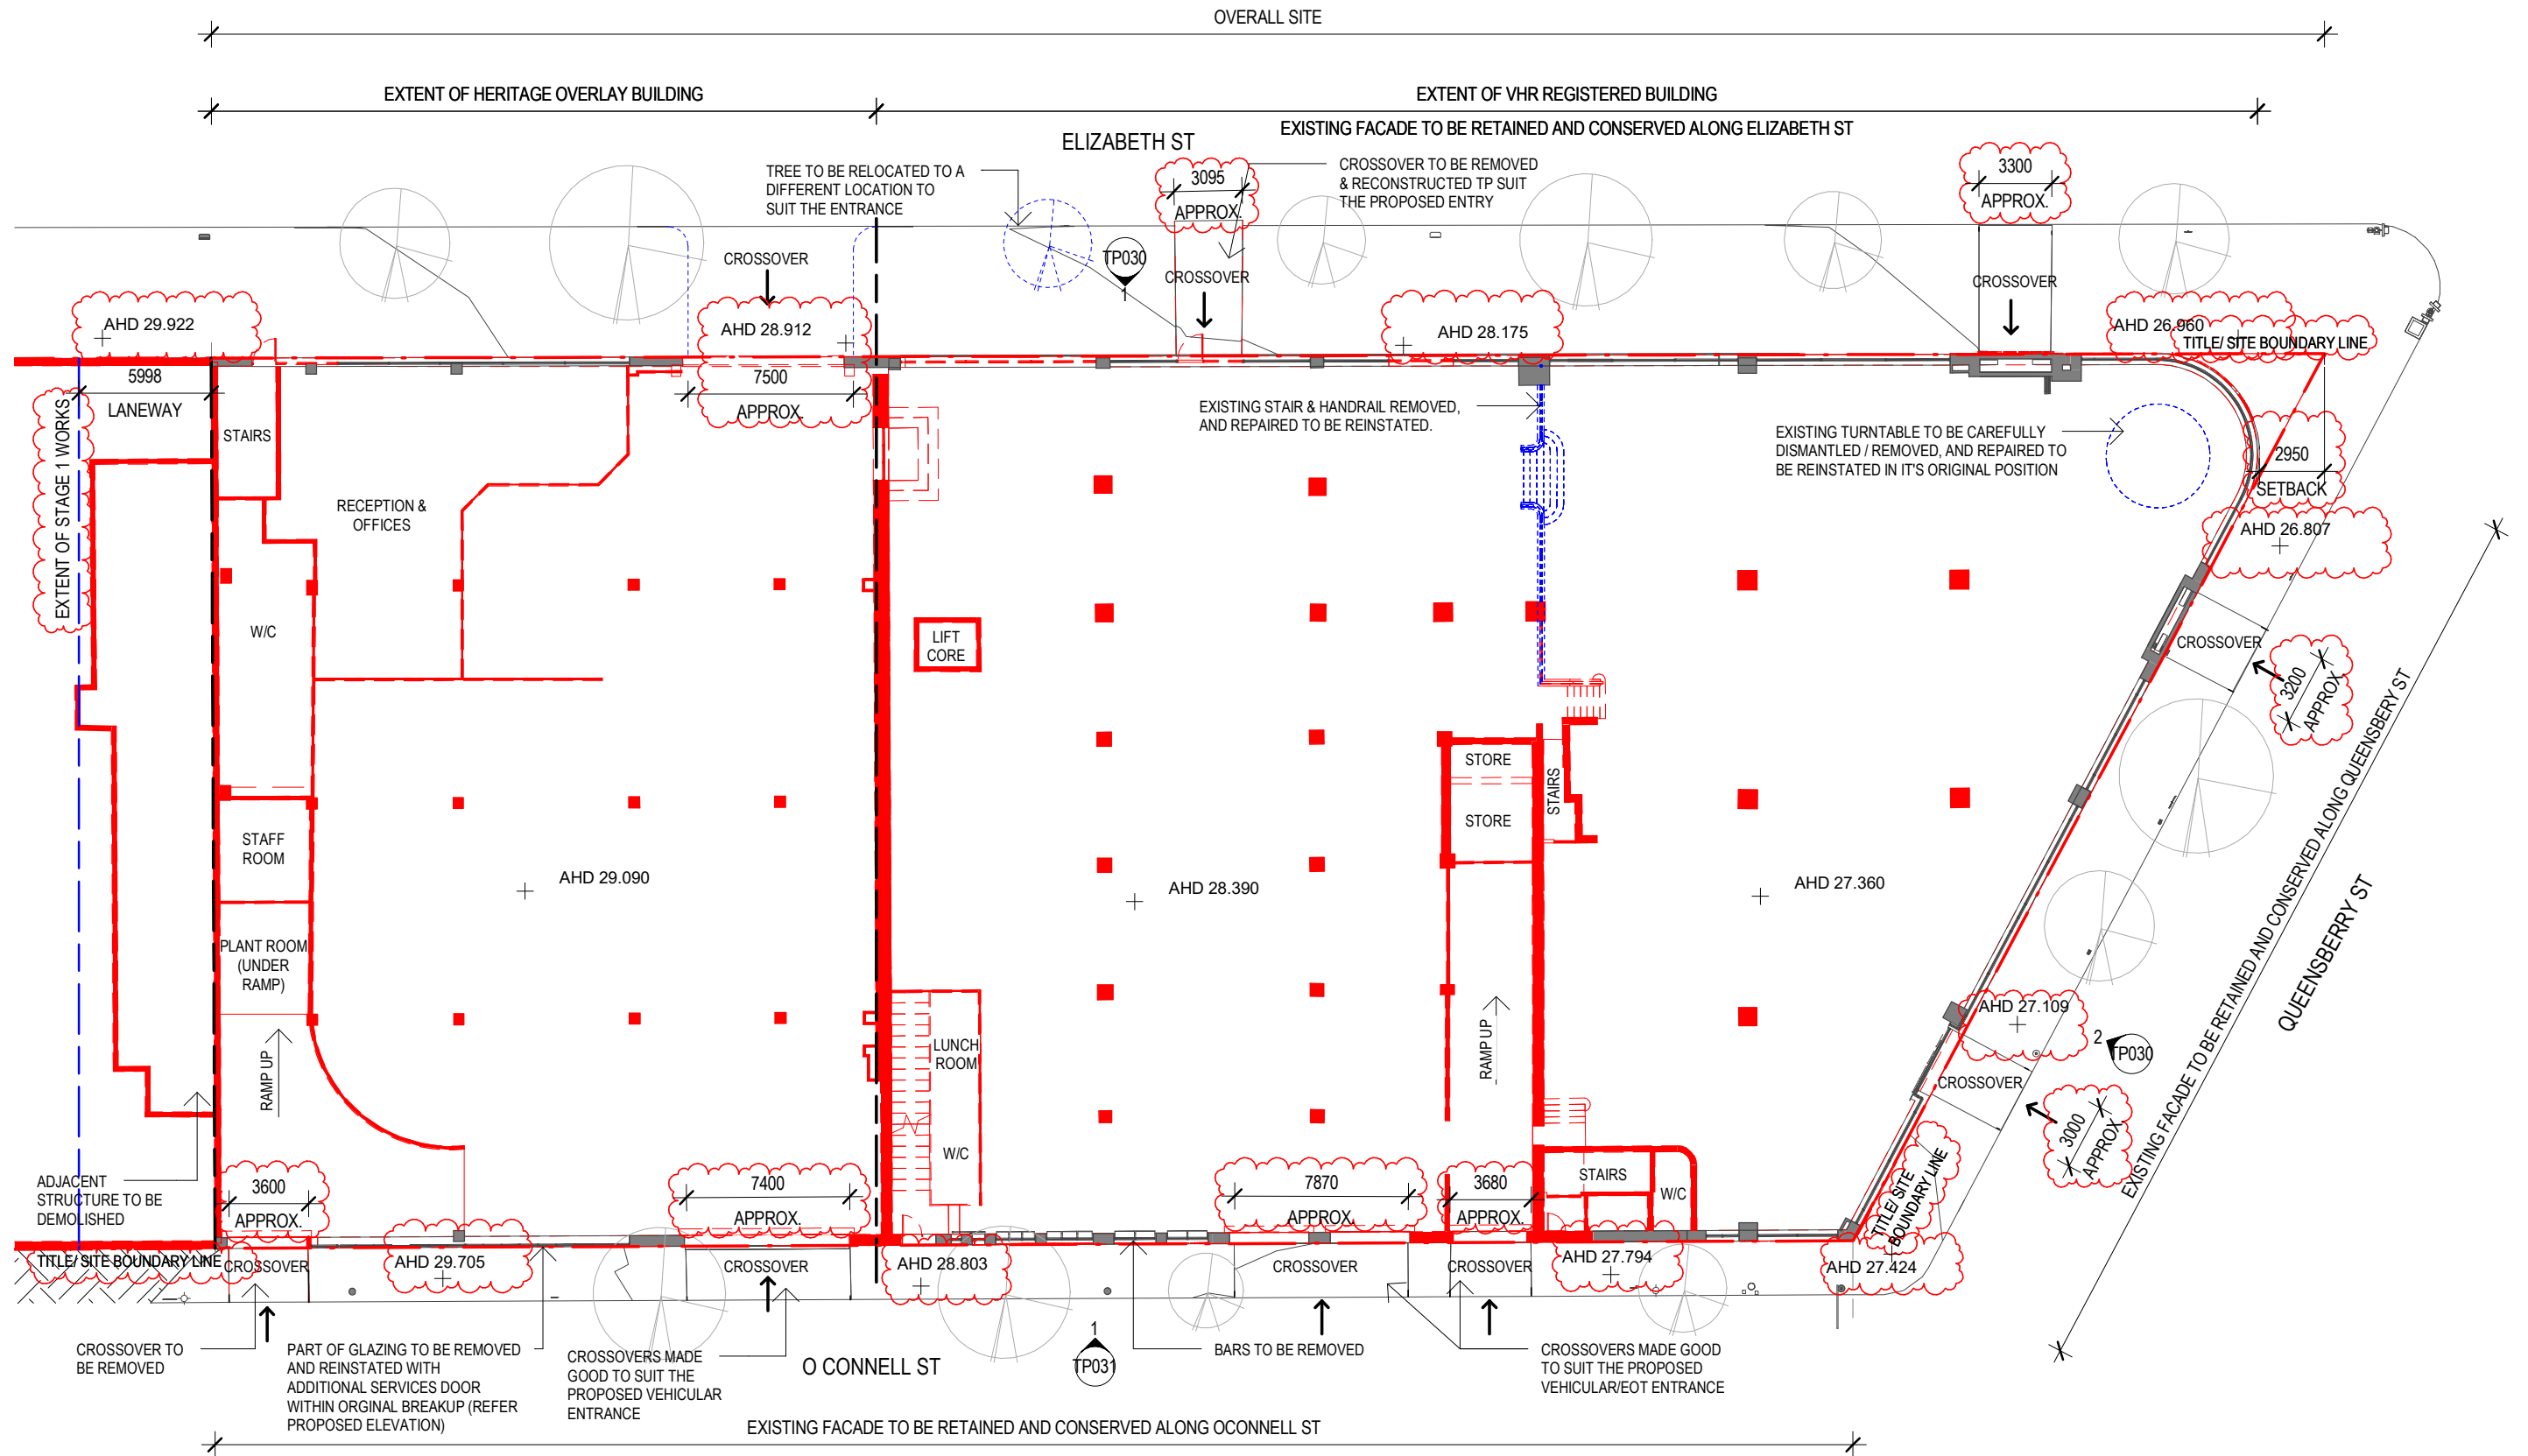 OVERALL SITE
EXTENT OF HERITAGE OVERLAY BUILDING
EXTENT OF VHR REGISTERED BUILDING
EXISTING FACADE TO BE RETAINED AND CONSERVED ALONG ELIZABETH ST
ELIZABETH ST
TREE TO BE RELOCATED TO A
DIFFERENT LOCATION TO
SUIT THE ENTRANCE
3095
APPROX.
CROSSOVER TO BE REMOVED
& RECONSTRUCTED TP SUIT
THE PROPOSED ENTRY
3300
APPROX.
CROSSOVER
TP030
1
CROSSOVER
CROSSOVER
AHD 29.922
AHD 28.912
AHD 28.175
AHD 26.960
TITLE/ SITE BOUNDARY LINE
5998
LANEWAY
7500
APPROX.
EXTENT OF STAGE 1 WORKS
STAIRS
EXISTING STAIR & HANDRAIL REMOVED,
AND REPAIRED TO BE REINSTATED.
EXISTING TURNTABLE TO BE CAREFULLY
DISMANTLED / REMOVED, AND REPAIRED TO
BE REINSTATED IN IT'S ORIGINAL POSITION
2950
SETBACK
RECEPTION &
OFFICES
AHD 26.807
W/C
LIFT
CORE
CROSSOVER
3200
APPROX.
STORE
STORE
STAIRS
STAFF
ROOM
AHD 29.090
AHD 28.390
AHD 27.360
EXISTING FACADE TO BE RETAINED AND CONSERVED ALONG QUEENSBERY ST
QUEENSBERRY ST
PLANT ROOM
(UNDER
RAMP)
AHD 27.109
2
TP030
RAMP UP
LUNCH
ROOM
RAMP UP
CROSSOVER
3000
APPROX.
W/C
ADJACENT
STRUCTURE TO BE
DEMOLISHED
3600
APPROX.
7400
APPROX.
7870
APPROX.
3680
APPROX.
STAIRS
W/C
TITLE/ SITE
BOUNDARY LINE
TITLE/ SITE BOUNDARY LINE
CROSSOVER
AHD 29.705
CROSSOVER
AHD 28.803
CROSSOVER
CROSSOVER
AHD 27.794
AHD 27.424
CROSSOVER TO
BE REMOVED
PART OF GLAZING TO BE REMOVED
AND REINSTATED WITH
ADDITIONAL SERVICES DOOR
WITHIN ORGINAL BREAKUP (REFER
PROPOSED ELEVATION)
CROSSOVERS MADE
GOOD TO SUIT THE
PROPOSED VEHICULAR
ENTRANCE
O CONNELL ST
1
TP031
BARS TO BE REMOVED
CROSSOVERS MADE GOOD
TO SUIT THE PROPOSED
VEHICULAR/EOT ENTRANCE
EXISTING FACADE TO BE RETAINED AND CONSERVED ALONG OCONNELL ST